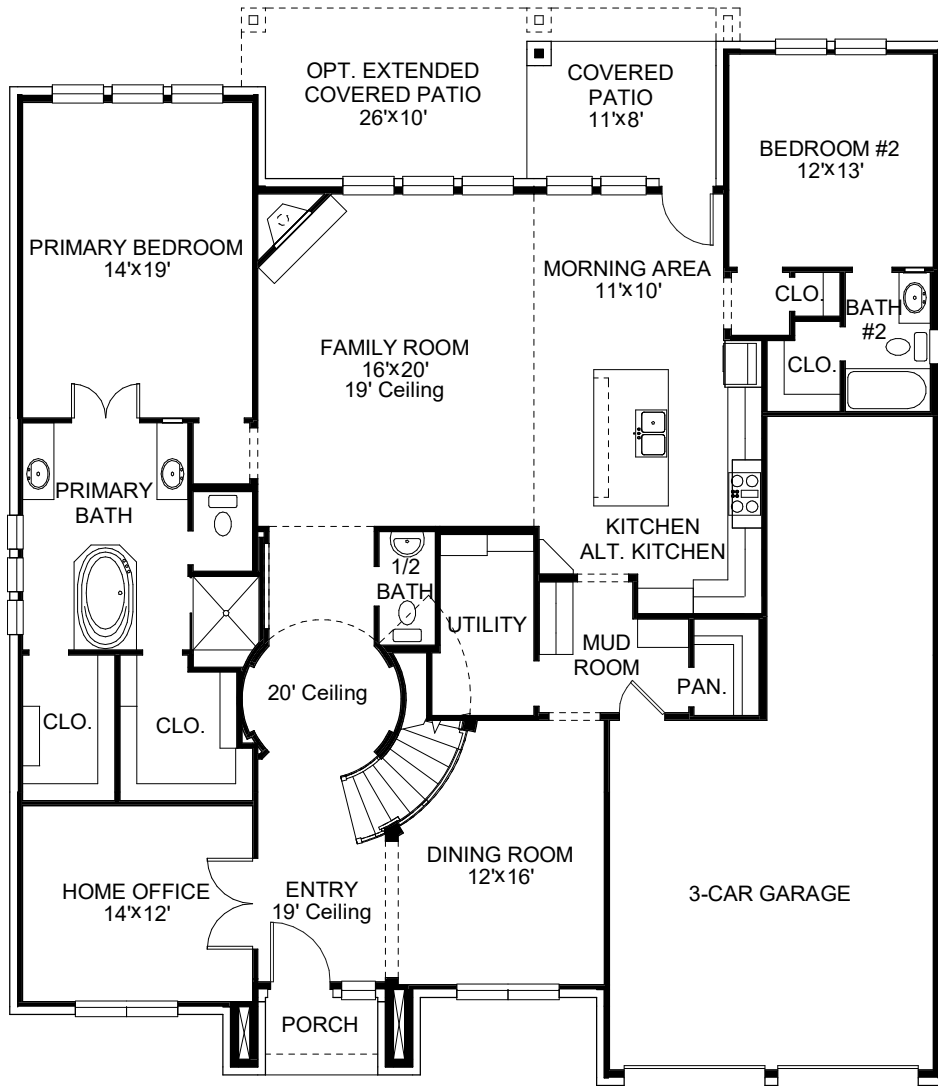 OPT. EXTENDED
COVERED PATIO
26'x10'
COVERED
PATIO
11'x8'
BEDROOM #2
12'x13'
PRIMARY BEDROOM
14'x19'
MORNING AREA
11'x10'
CLO.
BATH
#2
FAMILY ROOM
16'x20'
19' Ceiling
CLO.
PRIMARY
BATH
KITCHEN
ALT. KITCHEN
1/2
BATH
UTILITY
MUD
ROOM
PAN.
20' Ceiling
CLO.
CLO.
DINING ROOM
12'x16'
HOME OFFICE
14'x12'
ENTRY
19' Ceiling
3-CAR GARAGE
PORCH